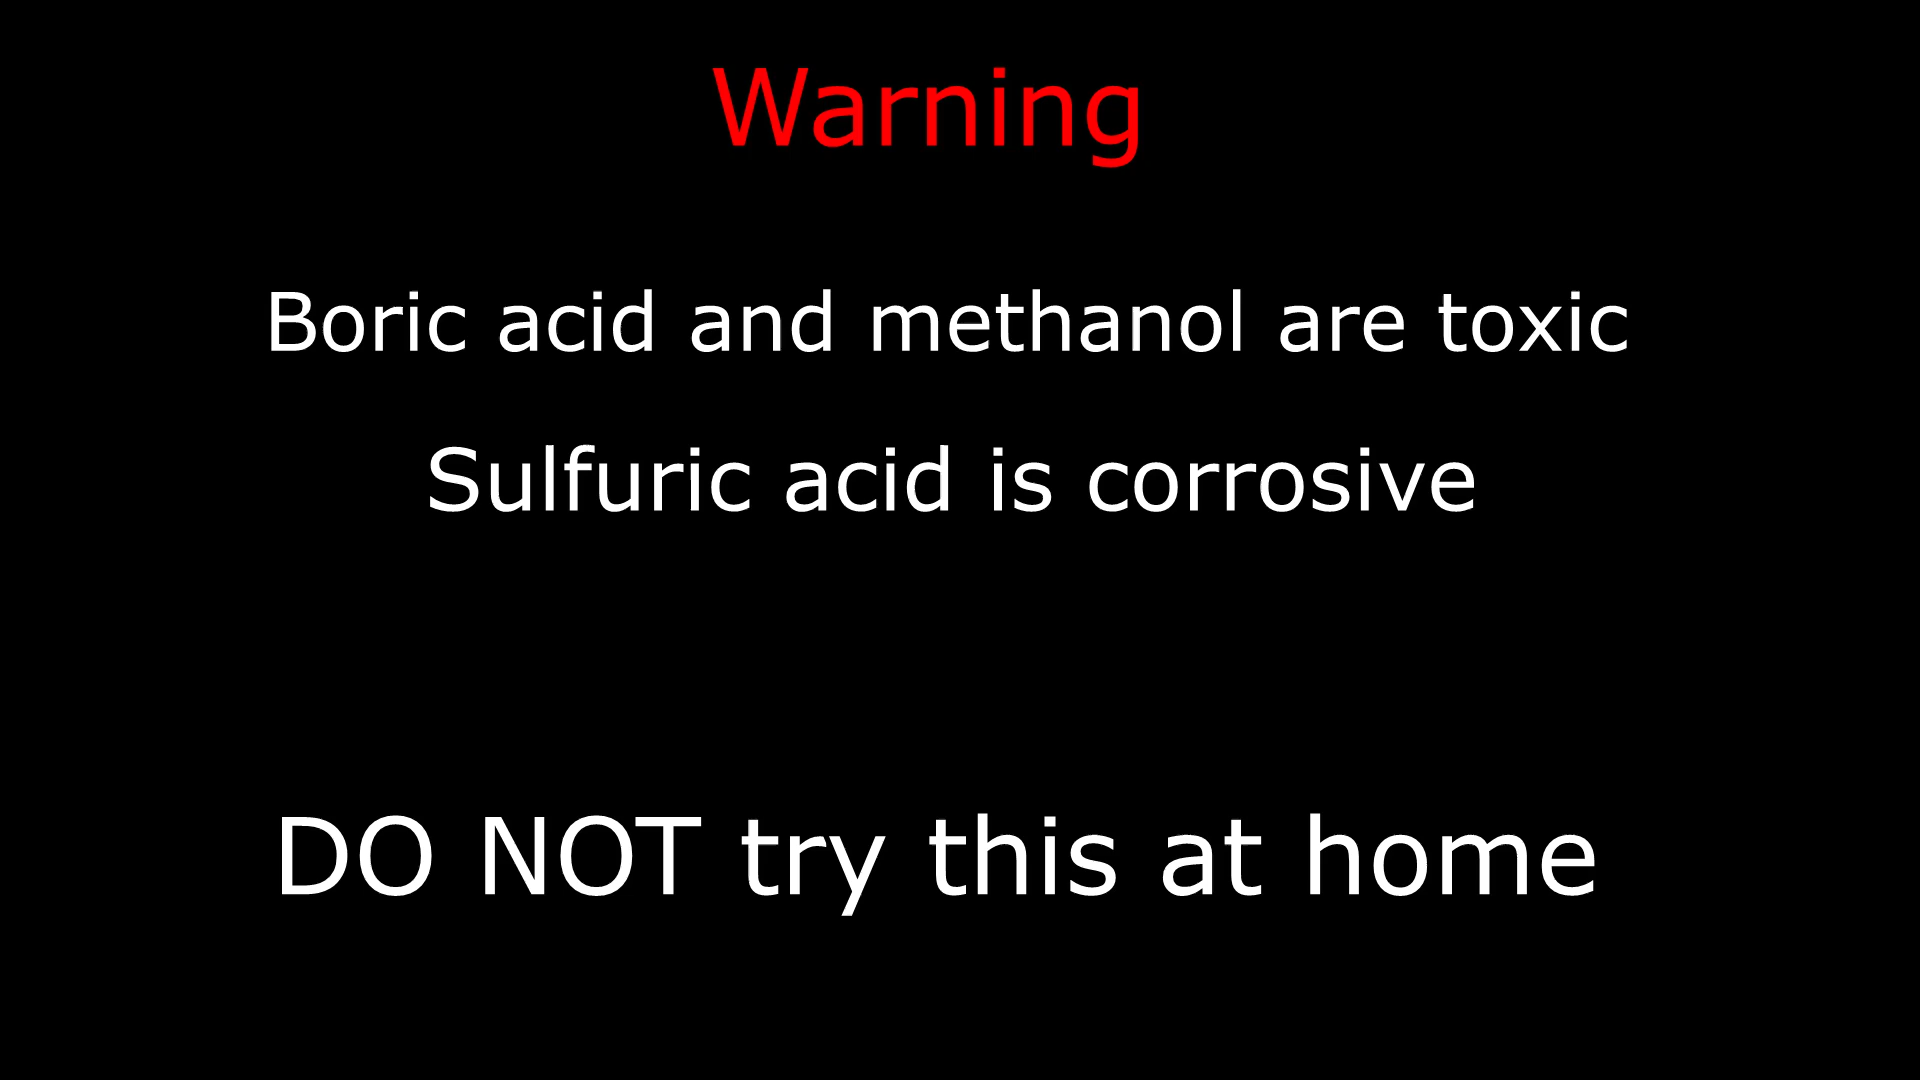 Warning
Boric acid and methanol are toxic
Sulfuric acid is corrosive
DO NOT try this at home